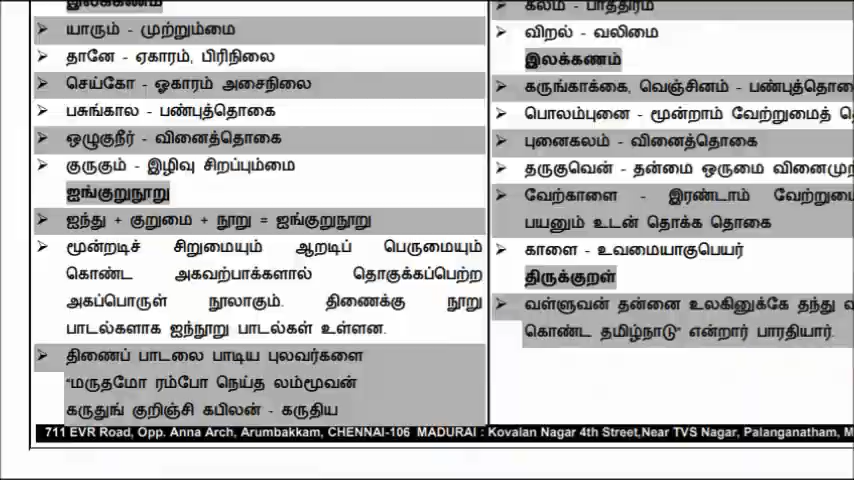 இலக்கணம்
யாரும் - முற்றும்மை
தானே - ஏகாரம், பிரிநிலை
செய்கோ - ஓகாரம் அசைநிலை
பசுங்கால - பண்புத்தொகை
ஒழுகுநீர் - வினைத்தொகை
குருகும் - இழிவு சிறப்பும்மை
ஐங்குறுநூறு
ஐந்து + குறுமை + நூறு = ஐங்குறுநூறு
மூன்றடிச் சிறுமையும் ஆறடிப் பெருமையும்
கொண்ட அகவற்பாக்களால் தொகுக்கப்பெற்ற
அகப்பொருள் நூலாகும். திணைக்கு நூறு
பாடல்களாக ஐந்நூறு பாடல்கள் உள்ளன.
திணைப் பாடலை பாடிய புலவர்களை
"மருதமோ ரம்போ நெய்த லம்மூவன்
கருதுங் குறிஞ்சி கபிலன் - கருதிய
கலம் - பாத்திரம்
விறல் - வலிமை
இலக்கணம்
கருங்காக்கை, வெஞ்சினம் - பண்புத்தொகை
பொலம்புனை - மூன்றாம் வேற்றுமைத்
புனைகலம் - வினைத்தொகை
தருகுவென் - தன்மை ஒருமை
வேற்காளை - இரண்டாம்
பயனும் உடன் தொக்க தொகை
காளை - உவமையாகுபெயர்
திருக்குறள்
வள்ளுவன் தன்னை உலகினுக்கே தந்து
கொண்ட தமிழ்நாடு" என்றார் பாரதியார்.
711 EVR Road, Opp. Anna Arch, Arumbakkam, CHENNAI-106 MADURAI : Kovalan Nagar 4th Street,Near TVS Nagar, Palanganatham,